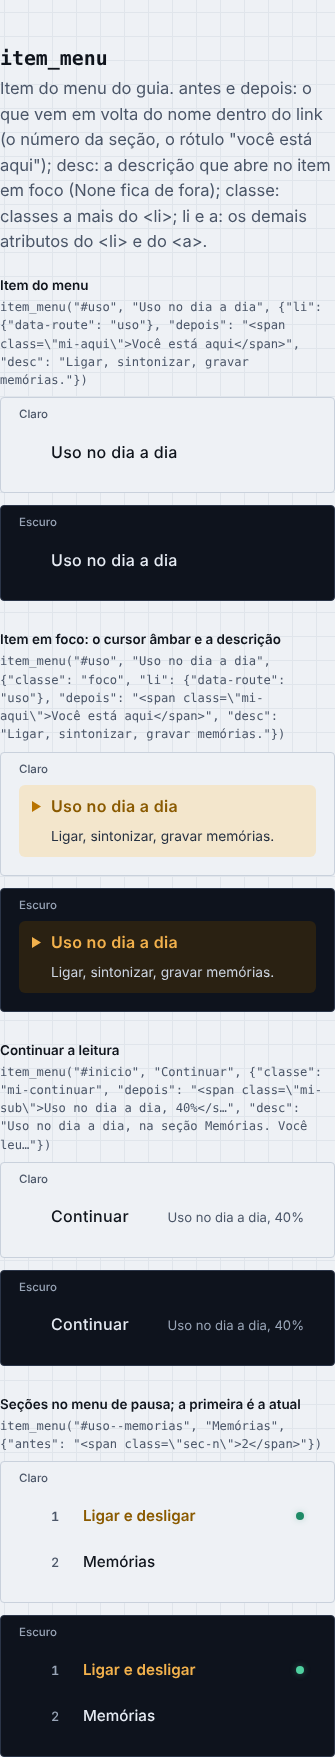 item_menu
Item do menu do guia. antes e depois: o
que vem em volta do nome dentro do link
(o número da seção, o rótulo "você está
aqui"); desc: a descrição que abre no item
em foco (None fica de fora); classe:
classes a mais do <li>; li e a: os demais
atributos do <li> e do <a>.
Item do menu
item_menu("#uso", "Uso no dia a dia", {"li":
{"data-route": "uso"}, "depois": "<span
class=\"mi-aqui\">Você está aqui</span>",
"desc": "Ligar, sintonizar, gravar
memórias."})
Claro
Uso no dia a dia
Escuro
Uso no dia a dia
Item em foco: o cursor âmbar e a descrição
item_menu("#uso", "Uso no dia a dia",
{"classe": "foco", "li": {"data-route":
"uso"}, "depois": "<span class=\"mi-
aqui\">Você está aqui</span>", "desc":
"Ligar, sintonizar, gravar memórias."})
Claro
Uso no dia a dia
Ligar, sintonizar, gravar memórias.
Escuro
Uso no dia a dia
Ligar, sintonizar, gravar memórias.
Continuar a leitura
item_menu("#inicio", "Continuar", {"classe":
"mi-continuar", "depois": "<span class=\"mi-
sub\">Uso no dia a dia, 40%</s…", "desc":
"Uso no dia a dia, na seção Memórias. Você
leu…"})
Claro
Continuar Uso no dia a dia, 40%
Escuro
Continuar Uso no dia a dia, 40%
Seções no menu de pausa; a primeira é a atual
item_menu("#uso--memorias", "Memórias",
{"antes": "<span class=\"sec-n\">2</span>"})
Claro
1 Ligar e desligar
2 Memórias
Escuro
1 Ligar e desligar
2 Memórias